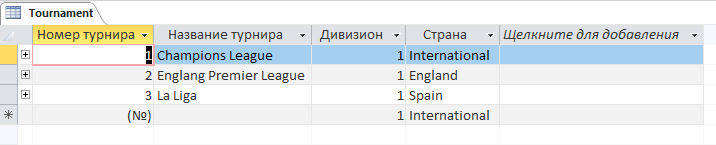 Tournament
Номер турнира Название турнира Дивизион Страна Щелкните для добавления
1 Champions League 1 International
2 Englang Premier League 1 England
3 La Liga 1 Spain
(№) 1 International